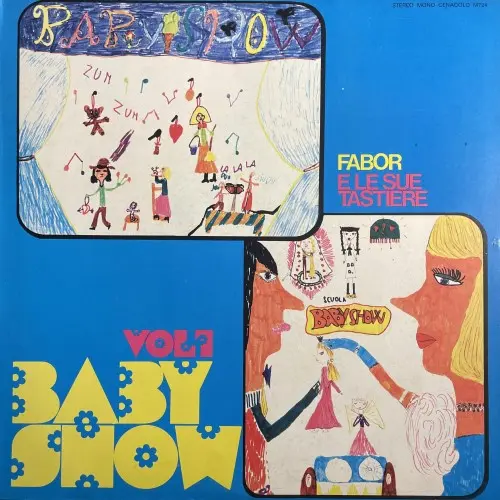 STEREO MONO CENACOLO
BABY SHOW
ZUM
ZUM
LA LA LA
FABOR
E LE SUE
TASTIERE
SCUOLA
BABY SHOW
VOL. 1
BABY
SHOW